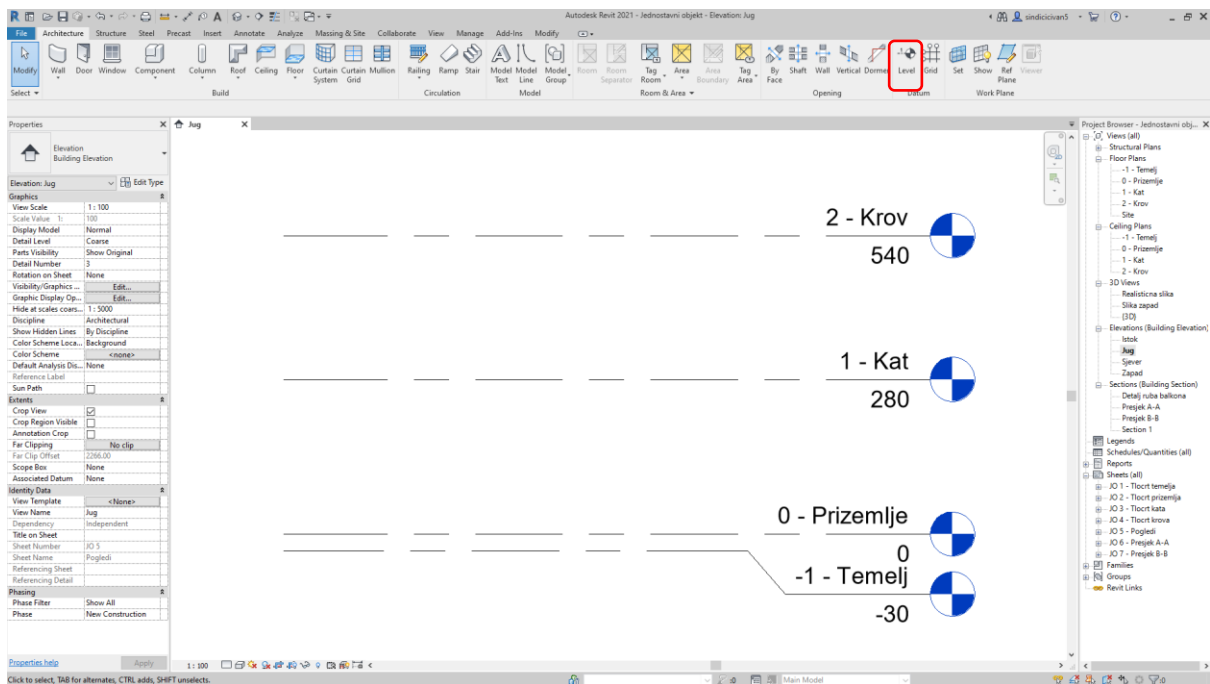 Autodesk Revit 2021 - Jednostavni objekt - Elevation: Jug
sindicicivan5
File Architecture Structure Steel Precast Insert Annotate Analyze Massing & Site Collaborate View Manage Add-Ins Modify
Modify Wall Door Window Component Column Roof Ceiling Floor Curtain System Curtain Grid Mullion Railing Ramp Stair Model Text Model Line Model Group Room Room Separator Tag Room Area Area Boundary Tag Area By Face Shaft Wall Vertical Dormer Level Grid Set Show Ref Plane Viewer
Select Build Circulation Model Room & Area Opening Datum Work Plane
Properties
Elevation
Building Elevation
Elevation: Jug Edit Type
Graphics
View Scale 1 : 100
Scale Value 1: 100
Display Model Normal
Detail Level Coarse
Parts Visibility Show Original
Detail Number 3
Rotation on Sheet None
Visibility/Graphics ... Edit...
Graphic Display Op... Edit...
Hide at scales coars... 1 : 5000
Discipline Architectural
Show Hidden Lines By Discipline
Color Scheme Loca... Background
Color Scheme <none>
Default Analysis Dis... None
Reference Label
Sun Path
Extents
Crop View
Crop Region Visible
Annotation Crop
Far Clipping No clip
Far Clip Offset 2266.00
Scope Box None
Associated Datum None
Identity Data
View Template <None>
View Name Jug
Dependency Independent
Title on Sheet
Sheet Number JO 5
Sheet Name Pogledi
Referencing Sheet
Referencing Detail
Phasing
Phase Filter Show All
Phase New Construction
Properties help Apply
Jug
2 - Krov
540
1 - Kat
280
0 - Prizemlje
0
-1 - Temelj
-30
1 : 100
Project Browser - Jednostavni obj...
Views (all)
Structural Plans
Floor Plans
-1 - Temelj
0 - Prizemlje
1 - Kat
2 - Krov
Site
Ceiling Plans
-1 - Temelj
0 - Prizemlje
1 - Kat
2 - Krov
3D Views
Realisticna slika
Slika zapad
{3D}
Elevations (Building Elevation)
Istok
Jug
Sjever
Zapad
Sections (Building Section)
Detalj ruba balkona
Presjek A-A
Presjek B-B
Section 1
Legends
Schedules/Quantities (all)
Reports
Sheets (all)
JO 1 - Tlocrt temelja
JO 2 - Tlocrt prizemlja
JO 3 - Tlocrt kata
JO 4 - Tlocrt krova
JO 5 - Pogledi
JO 6 - Presjek A-A
JO 7 - Presjek B-B
Families
Groups
Revit Links
Click to select, TAB for alternates, CTRL adds, SHIFT unselects.
:0 Main Model :0